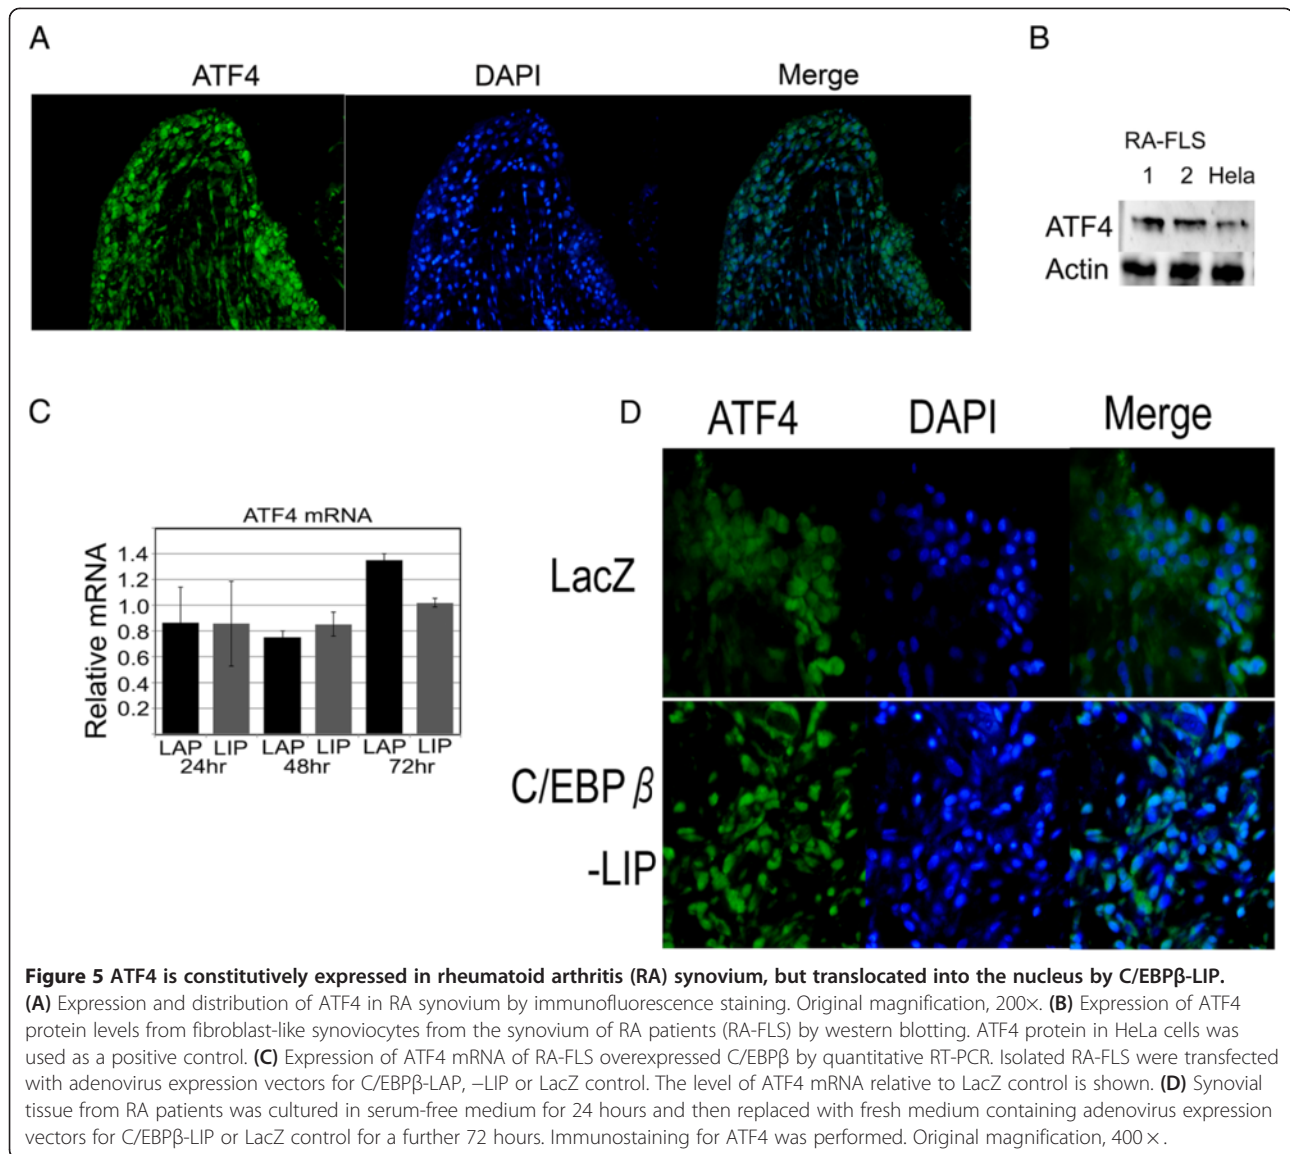 A
ATF4 DAPI Merge
B
RA-FLS
1 2 Hela
ATF4
Actin
C
ATF4 mRNA
Relative mRNA
1.4
1.2
1.0
0.8
0.6
0.4
0.2
LAP LIP LAP LIP LAP LIP
24hr 48hr 72hr
D
ATF4 DAPI Merge
LacZ
C/EBP β
-LIP
Figure 5 ATF4 is constitutively expressed in rheumatoid arthritis (RA) synovium, but translocated into the nucleus by C/EBPβ-LIP.
(A) Expression and distribution of ATF4 in RA synovium by immunofluorescence staining. Original magnification, 200×. (B) Expression of ATF4
protein levels from fibroblast-like synoviocytes from the synovium of RA patients (RA-FLS) by western blotting. ATF4 protein in HeLa cells was
used as a positive control. (C) Expression of ATF4 mRNA of RA-FLS overexpressed C/EBPβ by quantitative RT-PCR. Isolated RA-FLS were transfected
with adenovirus expression vectors for C/EBPβ-LAP, −LIP or LacZ control. The level of ATF4 mRNA relative to LacZ control is shown. (D) Synovial
tissue from RA patients was cultured in serum-free medium for 24 hours and then replaced with fresh medium containing adenovirus expression
vectors for C/EBPβ-LIP or LacZ control for a further 72 hours. Immunostaining for ATF4 was performed. Original magnification, 400 ×.